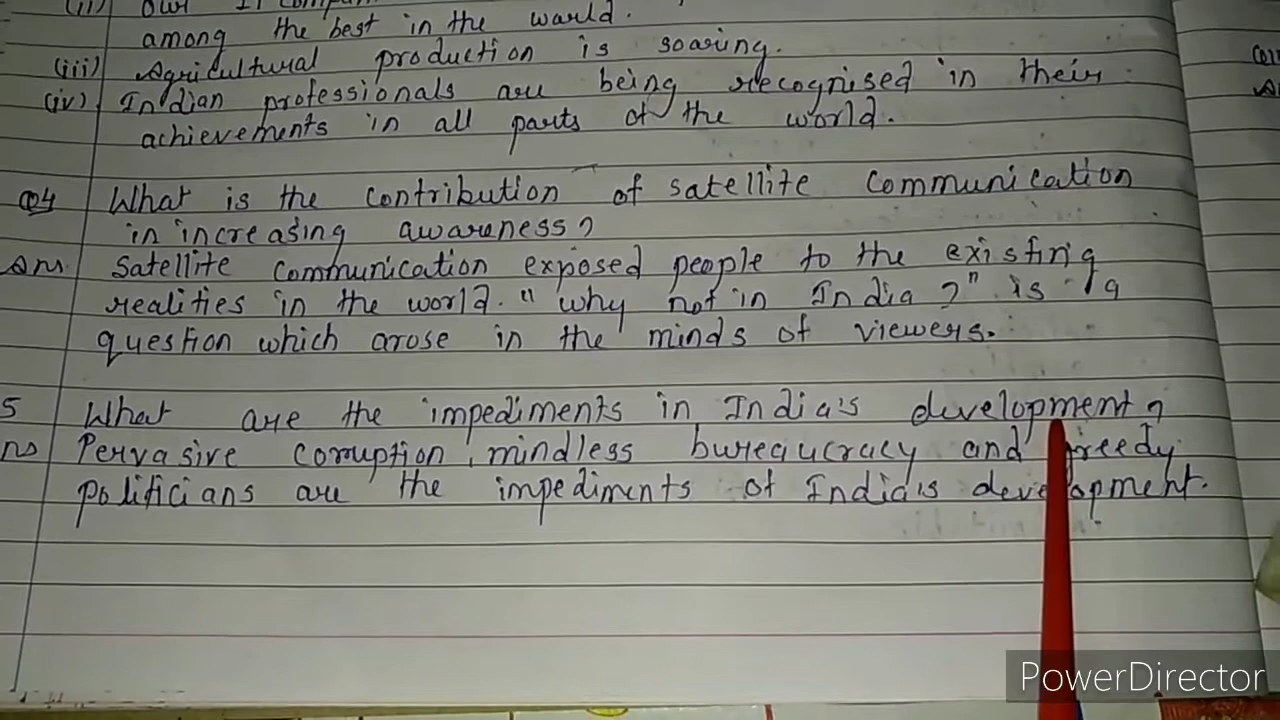 (ii) Our IT
among the best in the world.
(iii) Agricultural production is soaring.
(iv) Indian professionals are being recognised in their
achievements in all parts of the world.
Q4 What is the contribution of satellite communication
in increasing awareness?
Ans Satellite communication exposed people to the existing
realities in the world. "why not in India?" is a
question which arose in the minds of viewers.
5 What are the impediments in India's development?
ns Pervasive corruption, mindless bureaucracy and greedy
politicians are the impediments of India's development.
PowerDirector